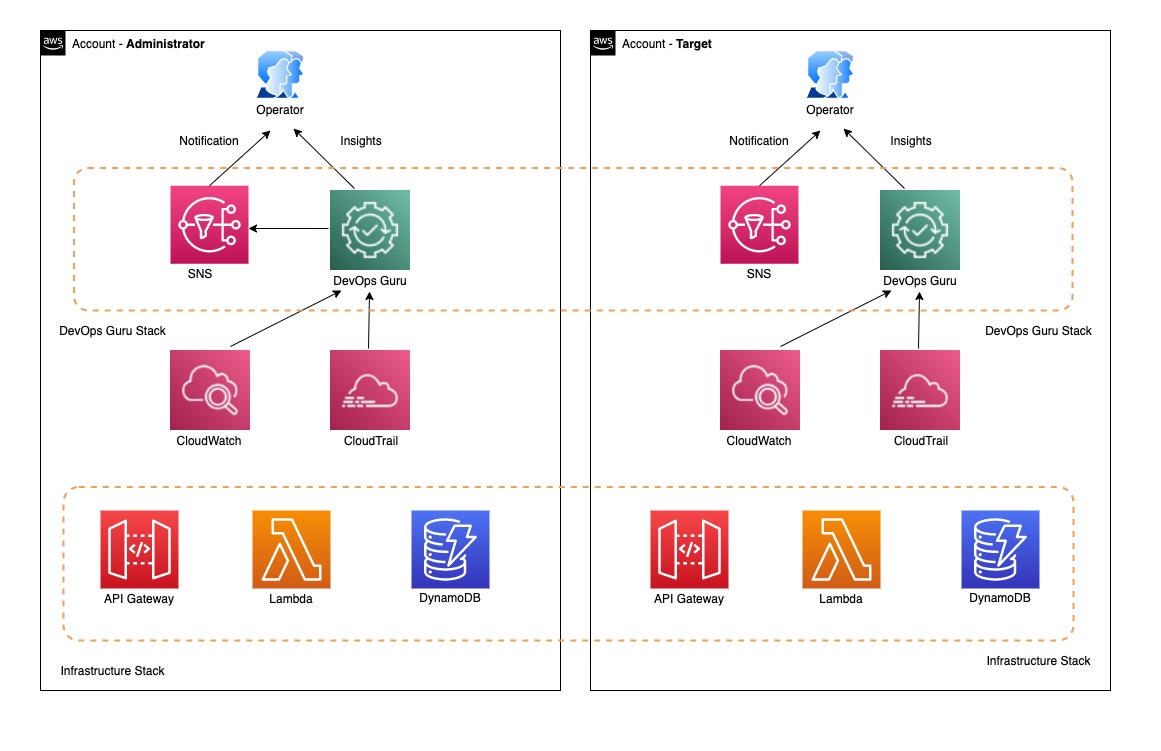 aws Account - Administrator
Operator
Notification Insights
SNS
DevOps Guru
DevOps Guru Stack
CloudWatch CloudTrail
</>
API Gateway Lambda DynamoDB
Infrastructure Stack
aws Account - Target
Operator
Notification Insights
SNS
DevOps Guru
DevOps Guru Stack
CloudWatch CloudTrail
</>
API Gateway Lambda DynamoDB
Infrastructure Stack